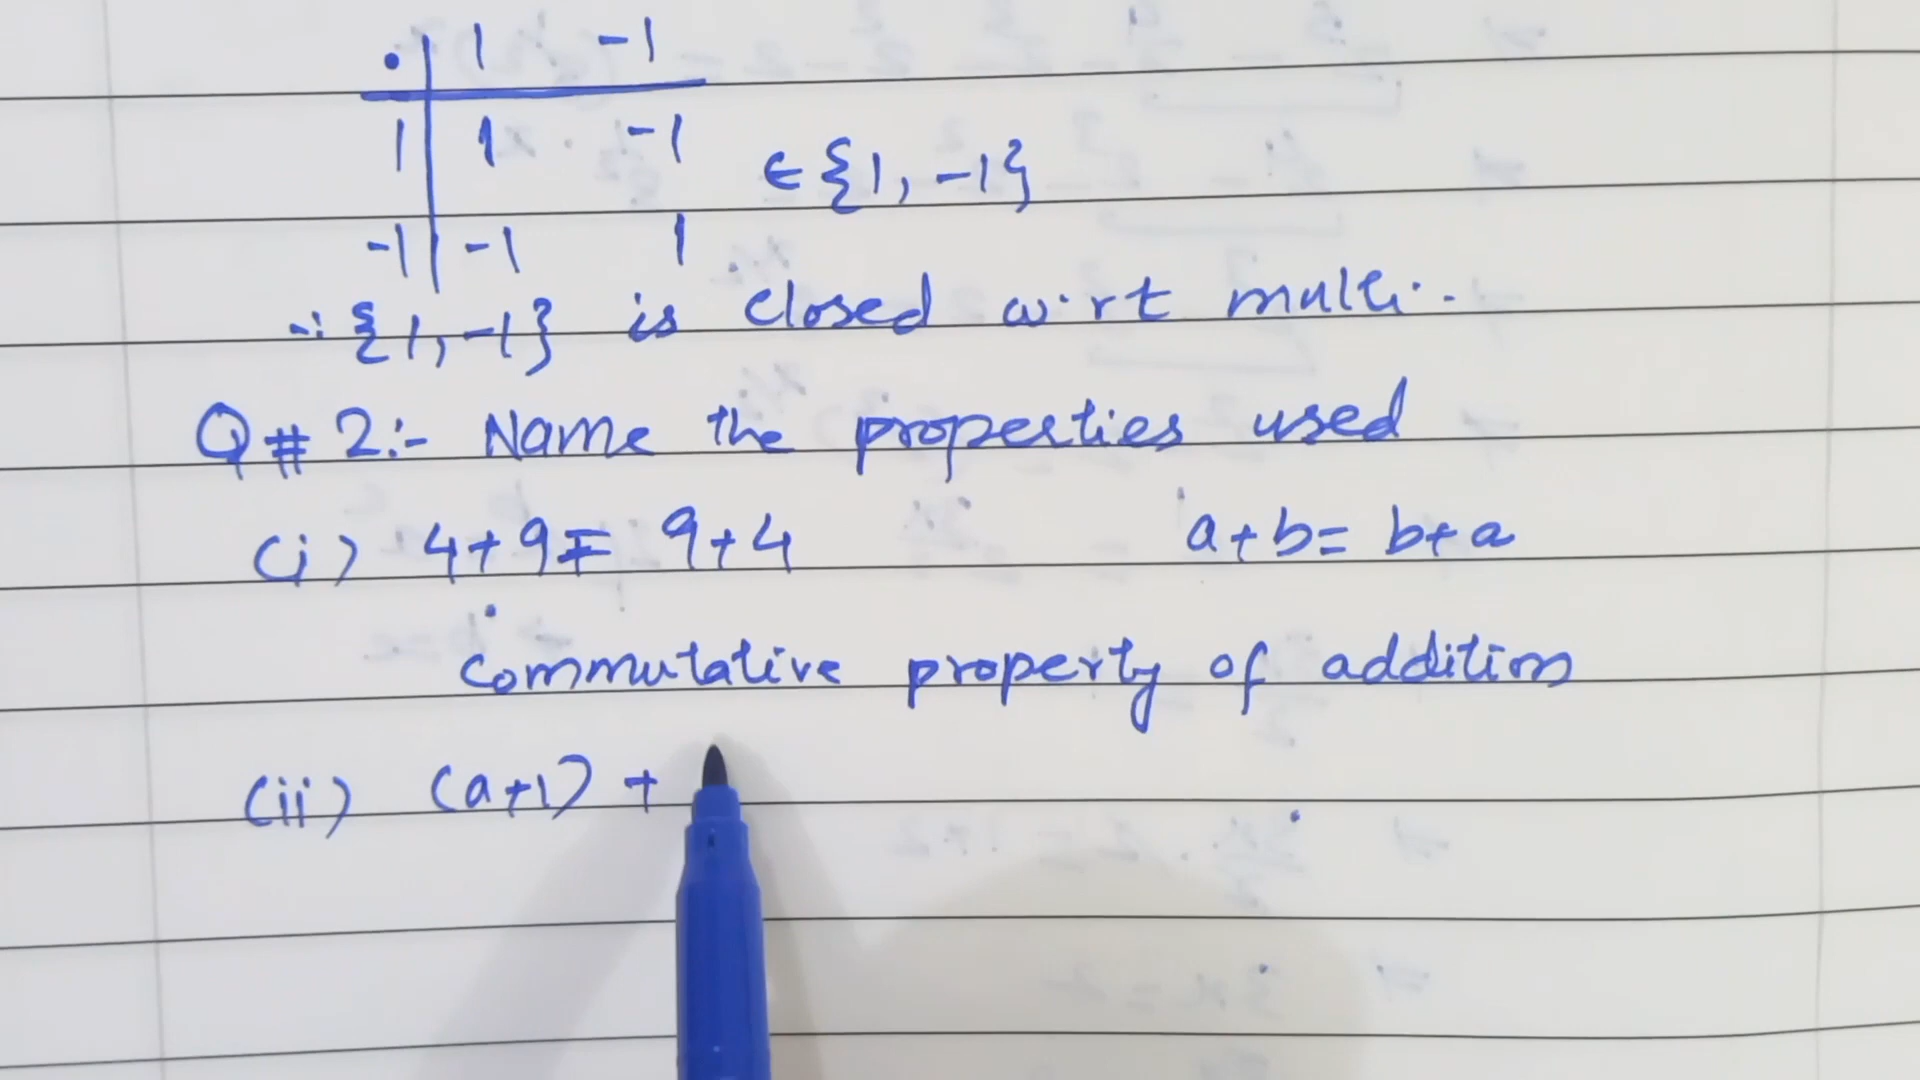 • | 1 -1
1 | 1 -1 ∈ {1, -1}
-1 | -1 1
∴ {1, -1} is closed w.r.t multi..
Q # 2:- Name the properties used
(i) 4+9 = 9+4 a+b= b+a
commutative property of addition
(ii) (a+1) +